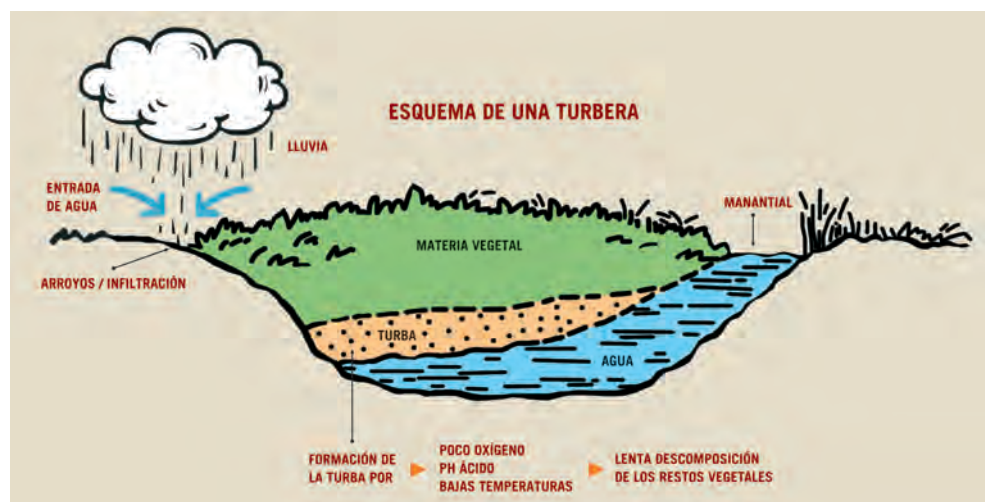 ESQUEMA DE UNA TURBERA
LLUVIA
ENTRADA
DE AGUA
MANANTIAL
MATERIA VEGETAL
ARROYOS / INFILTRACIÓN
TURBA
AGUA
FORMACIÓN DE
LA TURBA POR
POCO OXÍGENO
PH ÁCIDO
BAJAS TEMPERATURAS
LENTA DESCOMPOSICIÓN
DE LOS RESTOS VEGETALES